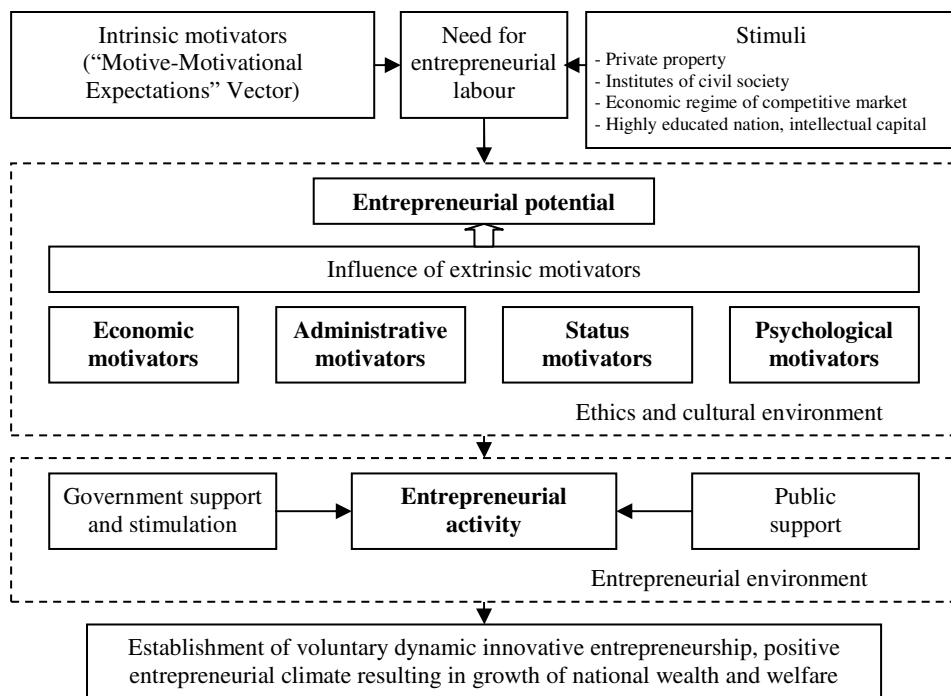 Intrinsic motivators
(“Motive-Motivational
Expectations” Vector)
Need for
entrepreneurial
labour
Stimuli
- Private property
- Institutes of civil society
- Economic regime of competitive market
- Highly educated nation, intellectual capital
Entrepreneurial potential
Influence of extrinsic motivators
Economic
motivators
Administrative
motivators
Status
motivators
Psychological
motivators
Ethics and cultural environment
Government support
and stimulation
Entrepreneurial
activity
Public
support
Entrepreneurial environment
Establishment of voluntary dynamic innovative entrepreneurship, positive
entrepreneurial climate resulting in growth of national wealth and welfare